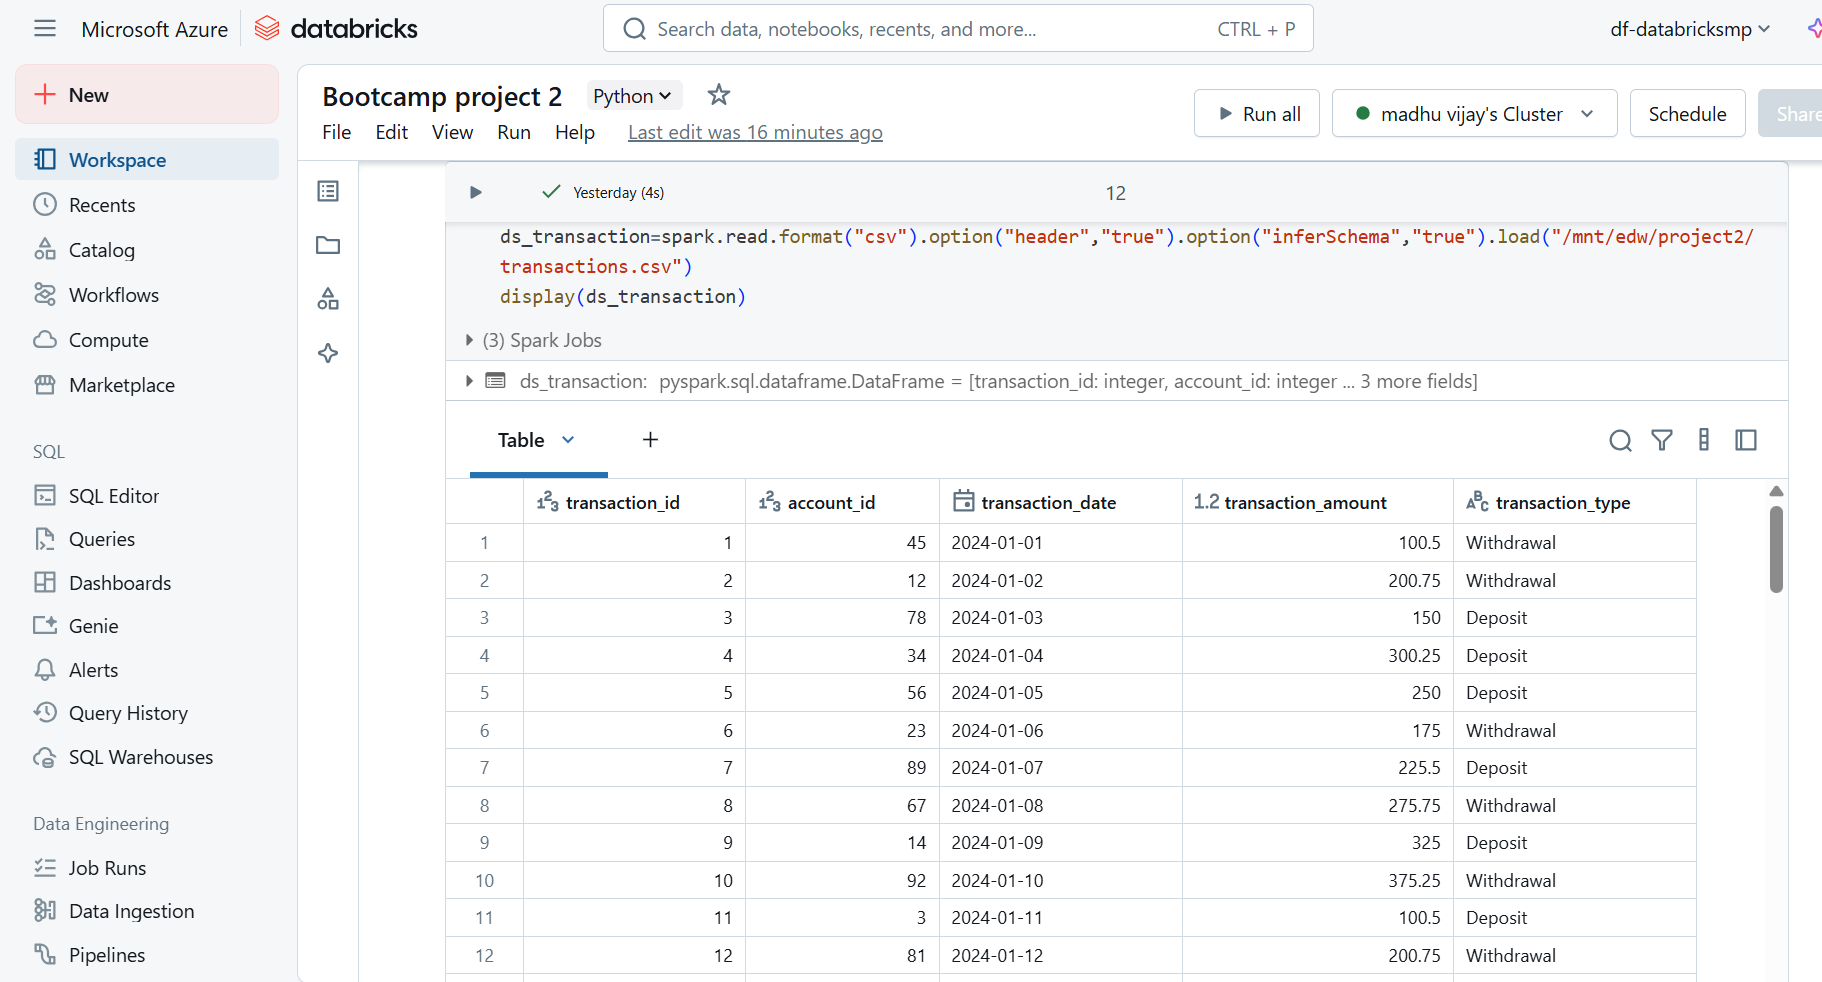 Microsoft Azure databricks
Search data, notebooks, recents, and more... CTRL + P
df-databricksmp
New
Workspace
Recents
Catalog
Workflows
Compute
Marketplace
SQL
SQL Editor
Queries
Dashboards
Genie
Alerts
Query History
SQL Warehouses
Data Engineering
Job Runs
Data Ingestion
Pipelines
Bootcamp project 2 Python
File Edit View Run Help Last edit was 16 minutes ago
Run all madhu vijay's Cluster Schedule Share
Yesterday (4s) 12
ds_transaction=spark.read.format("csv").option("header","true").option("inferSchema","true").load("/mnt/edw/project2/
transactions.csv")
display(ds_transaction)
(3) Spark Jobs
ds_transaction: pyspark.sql.dataframe.DataFrame = [transaction_id: integer, account_id: integer ... 3 more fields]
Table +
123 transaction_id 123 account_id transaction_date 1.2 transaction_amount ABC transaction_type
1 1 45 2024-01-01 100.5 Withdrawal
2 2 12 2024-01-02 200.75 Withdrawal
3 3 78 2024-01-03 150 Deposit
4 4 34 2024-01-04 300.25 Deposit
5 5 56 2024-01-05 250 Deposit
6 6 23 2024-01-06 175 Withdrawal
7 7 89 2024-01-07 225.5 Deposit
8 8 67 2024-01-08 275.75 Withdrawal
9 9 14 2024-01-09 325 Deposit
10 10 92 2024-01-10 375.25 Withdrawal
11 11 3 2024-01-11 100.5 Deposit
12 12 81 2024-01-12 200.75 Withdrawal